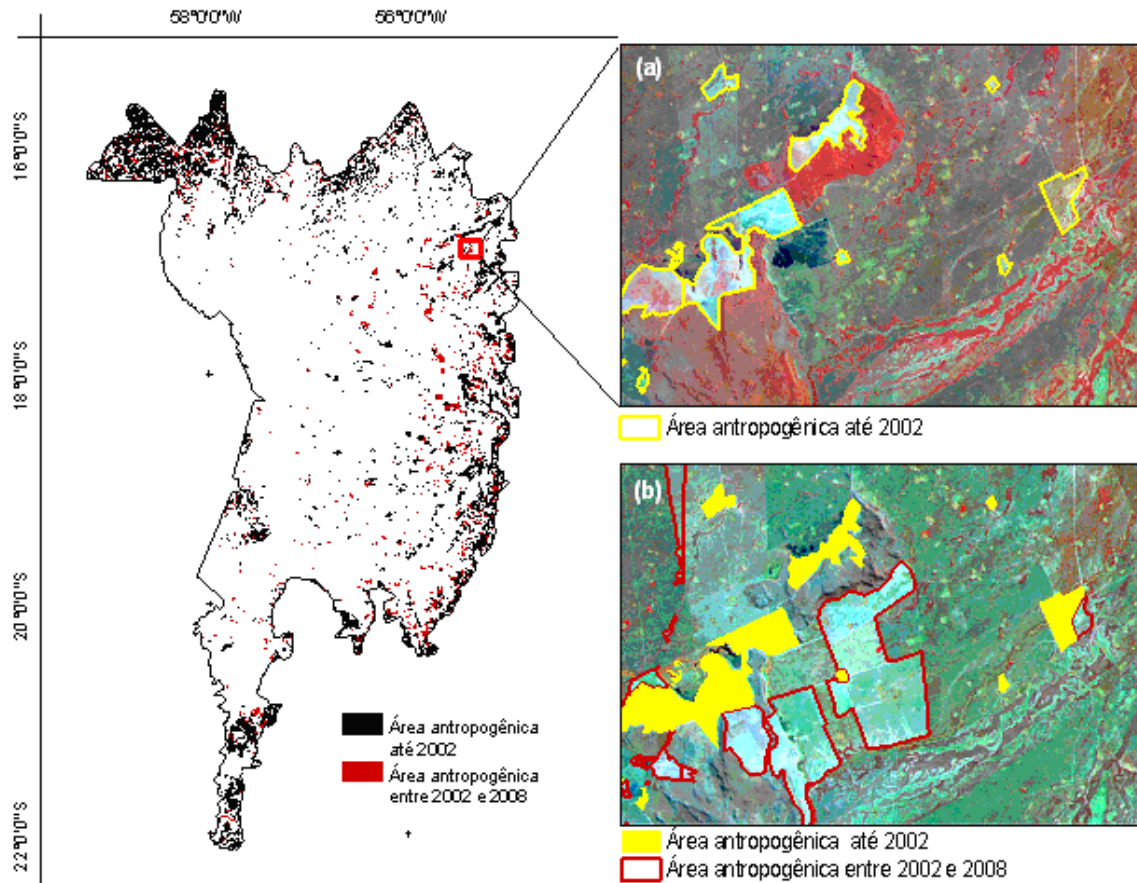 58°0'0"W
56°0'0"W
16°0'0"S
18°0'0"S
20°0'0"S
22°0'0"S
Área antropogênica
até 2002
Área antropogênica
entre 2002 e 2008
(a)
Área antropogênica até 2002
(b)
Área antropogênica até 2002
Área antropogênica entre 2002 e 2008